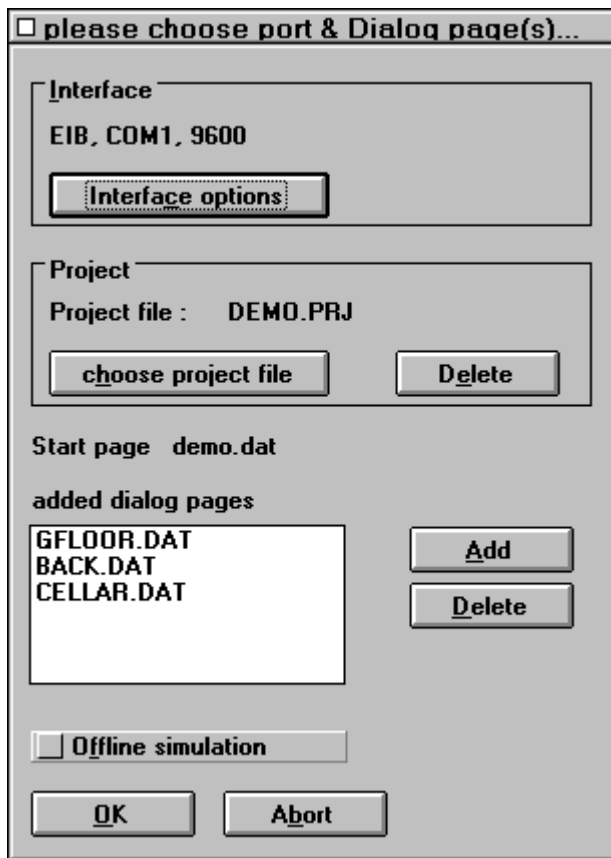 please choose port & Dialog page(s)...
Interface
EIB, COM1, 9600
Interface options
Project
Project file : DEMO.PRJ
choose project file Delete
Start page demo.dat
added dialog pages
GFLOOR.DAT
BACK.DAT
CELLAR.DAT
Add
Delete
Offline simulation
OK Abort